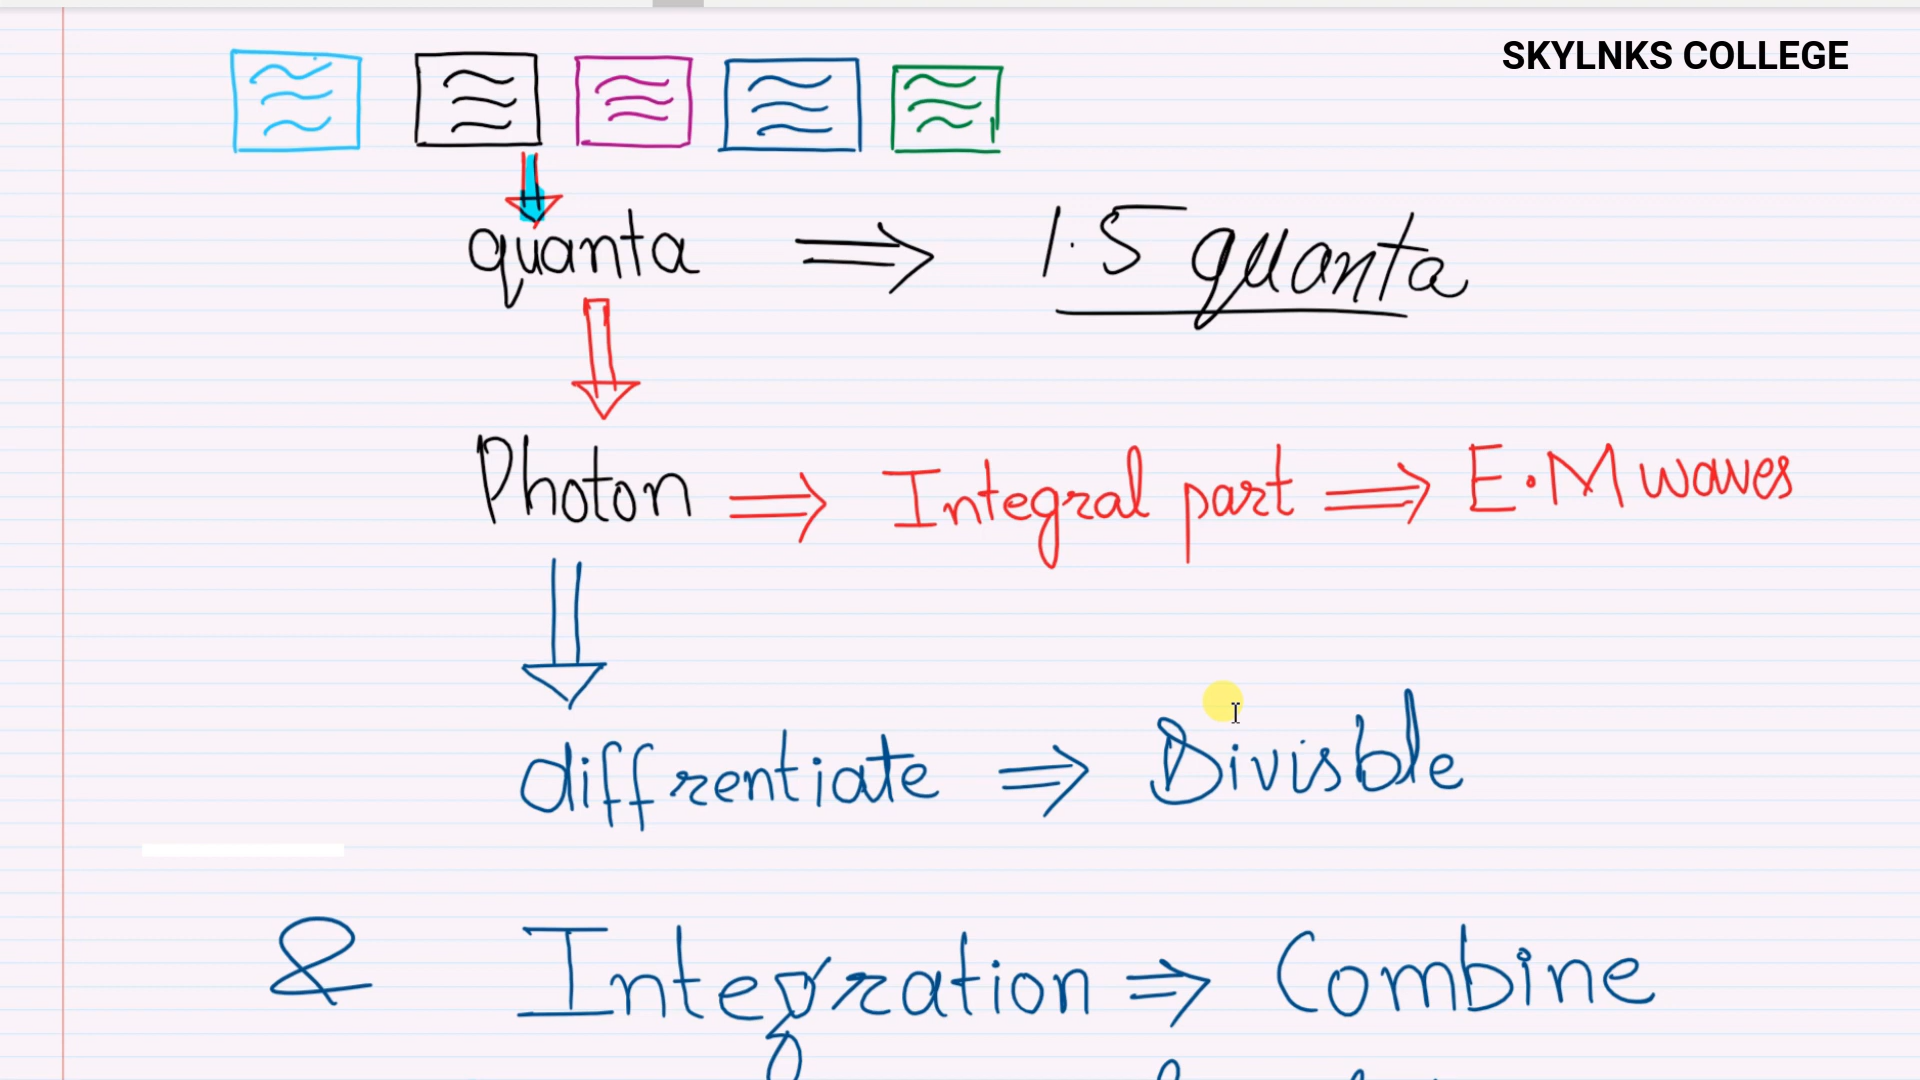 SKYLNKS COLLEGE
quanta ⇒ 1.5 quanta
Photon ⇒ Integral part ⇒ E.M waves
diffrentiate ⇒ Divisble
& Integration ⇒ Combine